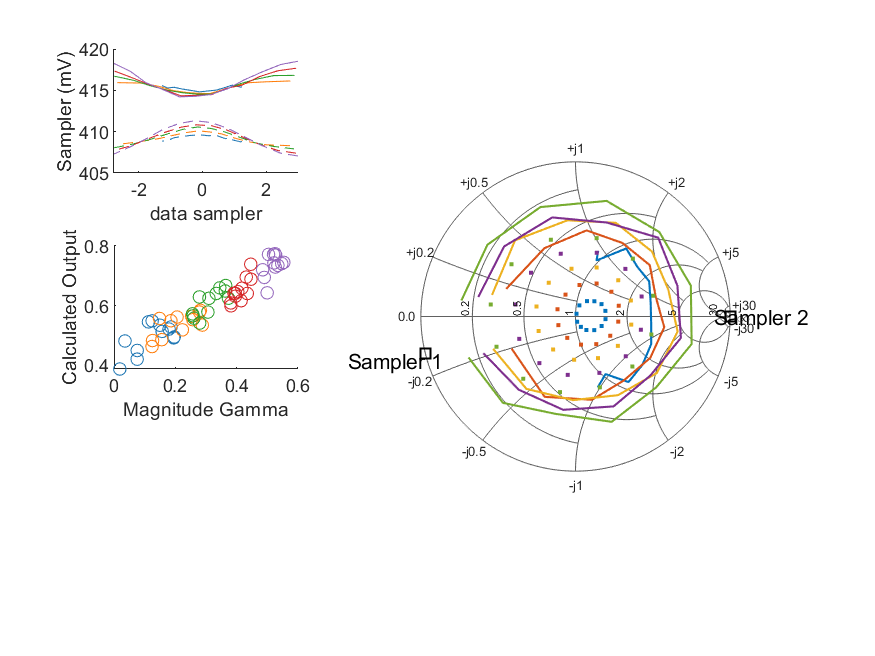 420
415
410
405
Sampler (mV)
-2
0
2
data sampler
0.8
0.6
0.4
Calculated Output
0
0.2
0.4
0.6
Magnitude Gamma
+j1
+j0.5
+j2
+j0.2
+j5
0.0
0.2
0.5
1
2
5
30
+j30
-j30
Sampler 2
Sampler 1
-j0.2
-j5
-j0.5
-j2
-j1